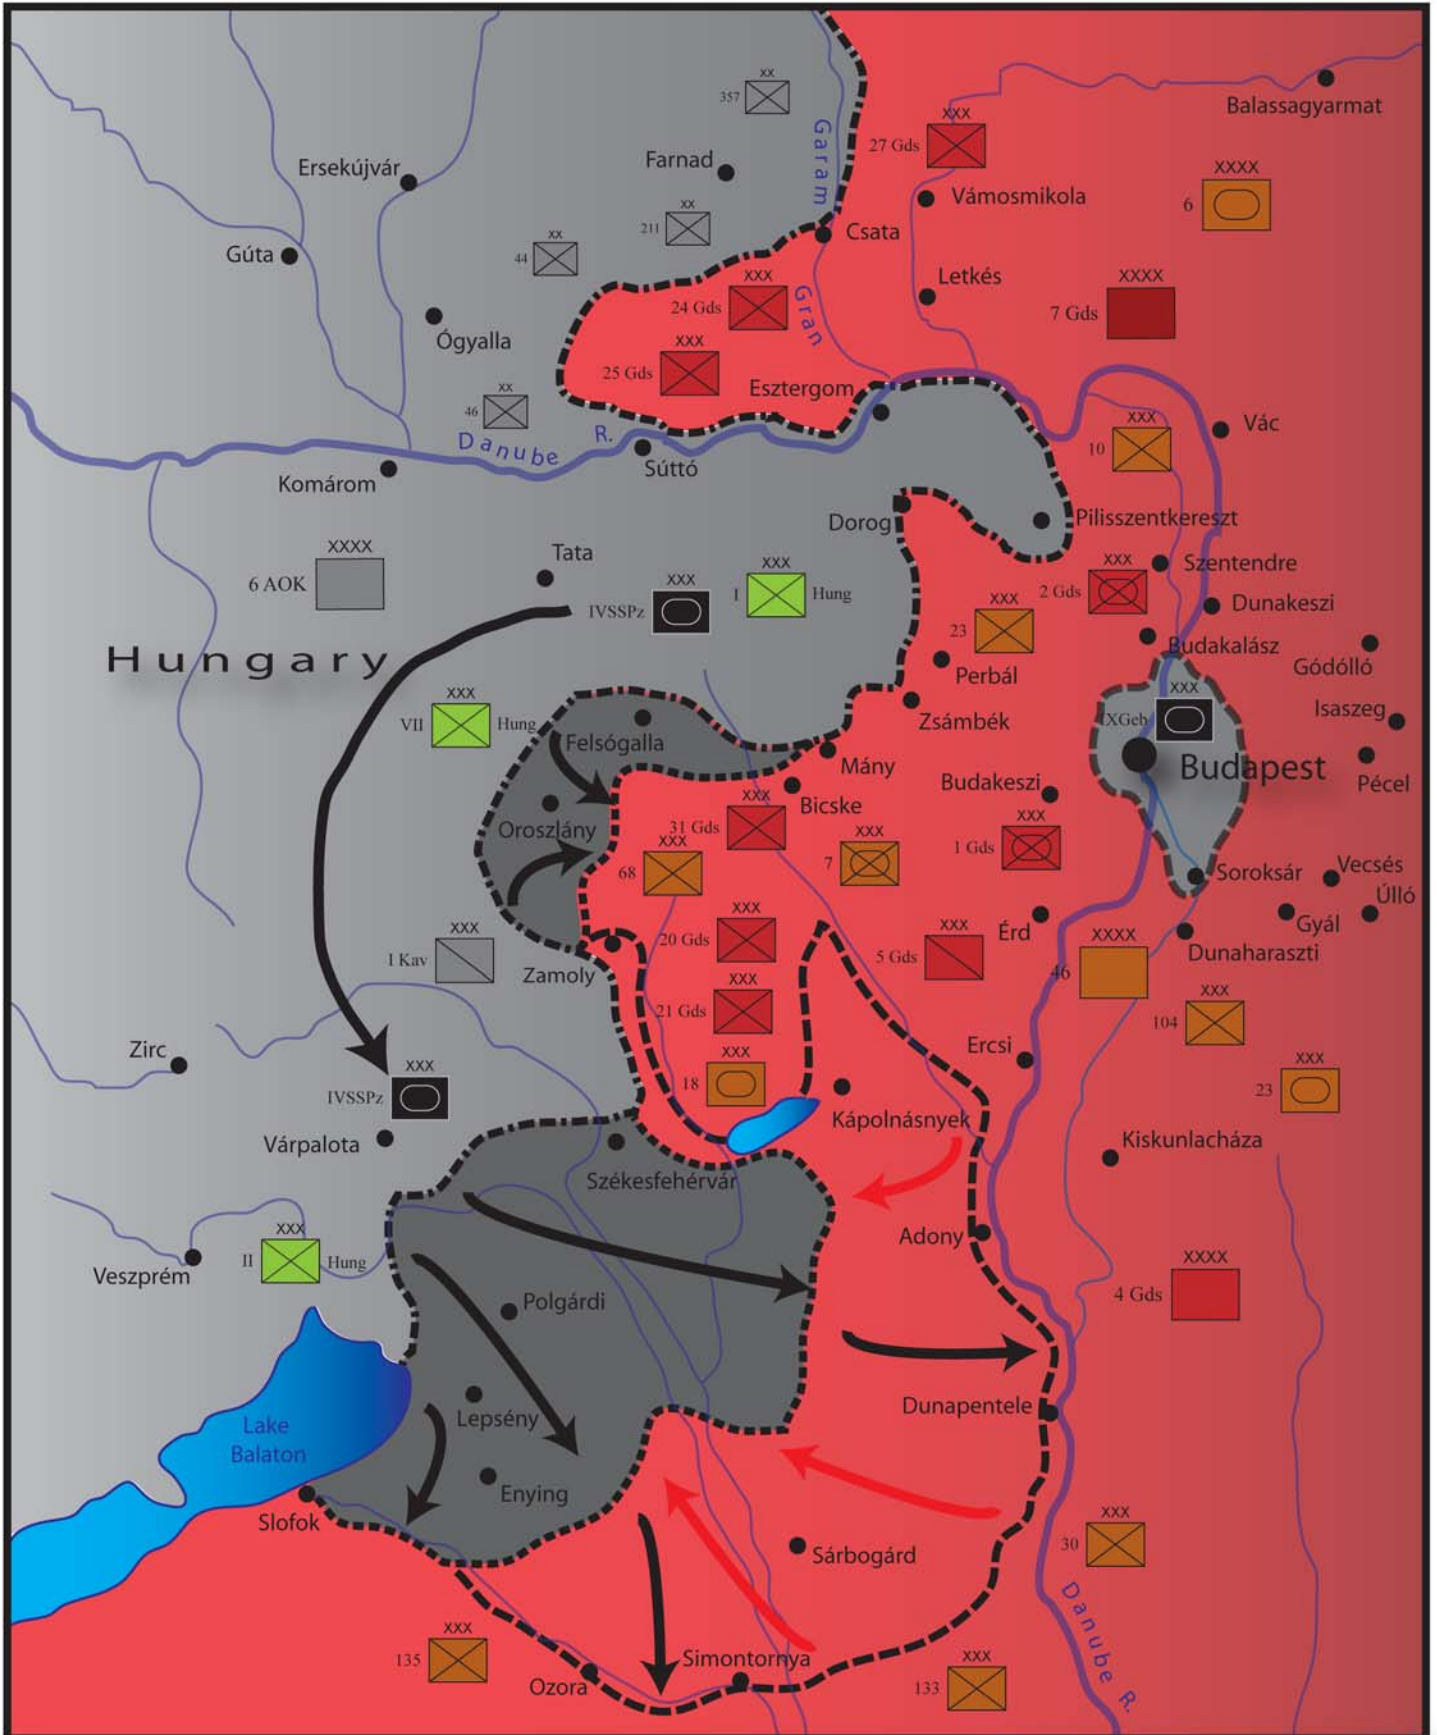 xx
357
Garam
xxx
27 Gds
Balassagyarmat
Farnad
Ersekújvár
Vámosmikola
xxxx
6
xx
211
Csata
xx
44
Gúta
Letkés
xxxx
7 Gds
xxx
24 Gds
Gran
Ógyalla
xxx
25 Gds
Esztergom
xx
46
xxx
10
Vác
Danube R.
Súttó
Komárom
Dorog
Pilisszentkereszt
xxxx
6 AOK
Tata
xxx
IVSSPz
xxx
I Hung
xxx
2 Gds
Szentendre
Dunakeszi
xxx
23
Budakalász
Gódólló
Hungary
Perbál
xxx
IXGeb
Isaszeg
xxx
VII Hung
Zsámbék
Felsógalla
Mány
Budapest
Pécel
Budakeszi
Bicske
xxx
31 Gds
Oroszlány
xxx
68
xxx
7
xxx
1 Gds
Soroksár
Vecsés
Úlló
Gyál
xxx
20 Gds
xxx
5 Gds
Érd
xxxx
46
Dunaharaszti
xxx
1 Kav
Zamoly
xxx
21 Gds
xxx
104
Zirc
Ercsi
xxx
18
xxx
23
xxx
IVSSPz
Kápolnásnyek
Várpalota
Kiskunlacháza
Székesfehérvár
Adony
xxx
II Hung
Veszprém
xxxx
4 Gds
Polgárdi
Lepsény
Dunapentele
Lake
Balaton
Enying
Slofok
Sárbogárd
xxx
30
Danube R.
xxx
135
Simontornya
Ozora
xxx
133